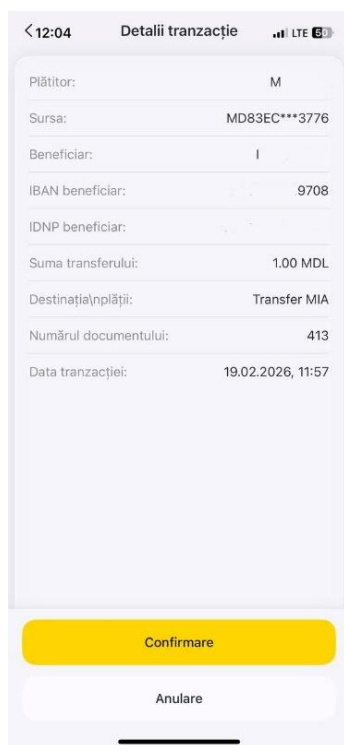 12:04 Detalii tranzacție LTE 50
Plătitor: M
Sursa: MD83EC***3776
Beneficiar: I
IBAN beneficiar: 9708
IDNP beneficiar:
Suma transferului: 1.00 MDL
Destinația\nplății: Transfer MIA
Numărul documentului: 413
Data tranzacției: 19.02.2026, 11:57
Confirmare
Anulare